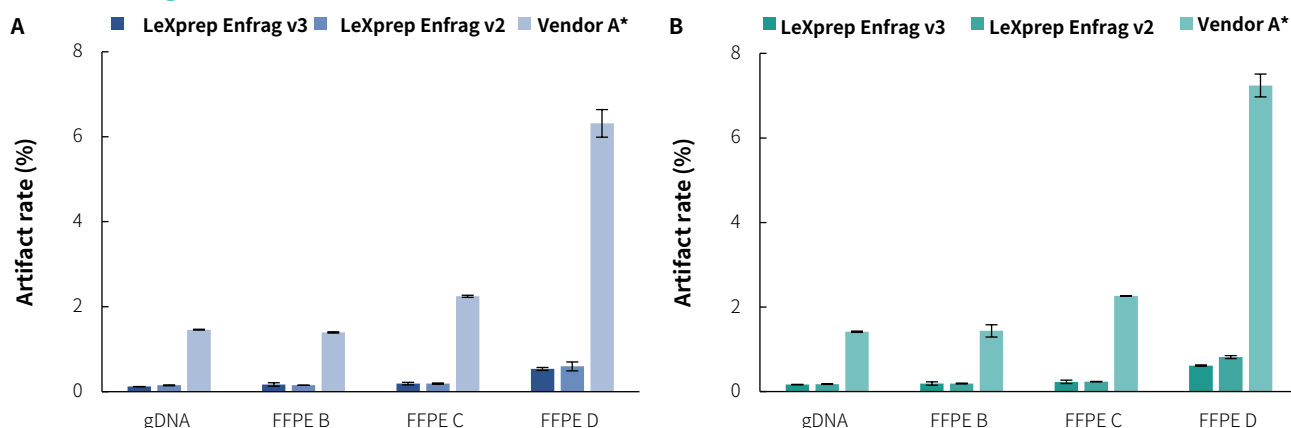 A
LeXprep Enfrag v3 LeXprep Enfrag v2 Vendor A*
Artifact rate (%)
8
6
4
2
0
gDNA FFPE B FFPE C FFPE D
B
LeXprep Enfrag v3 LeXprep Enfrag v2 Vendor A*
Artifact rate (%)
8
6
4
2
0
gDNA FFPE B FFPE C FFPE D